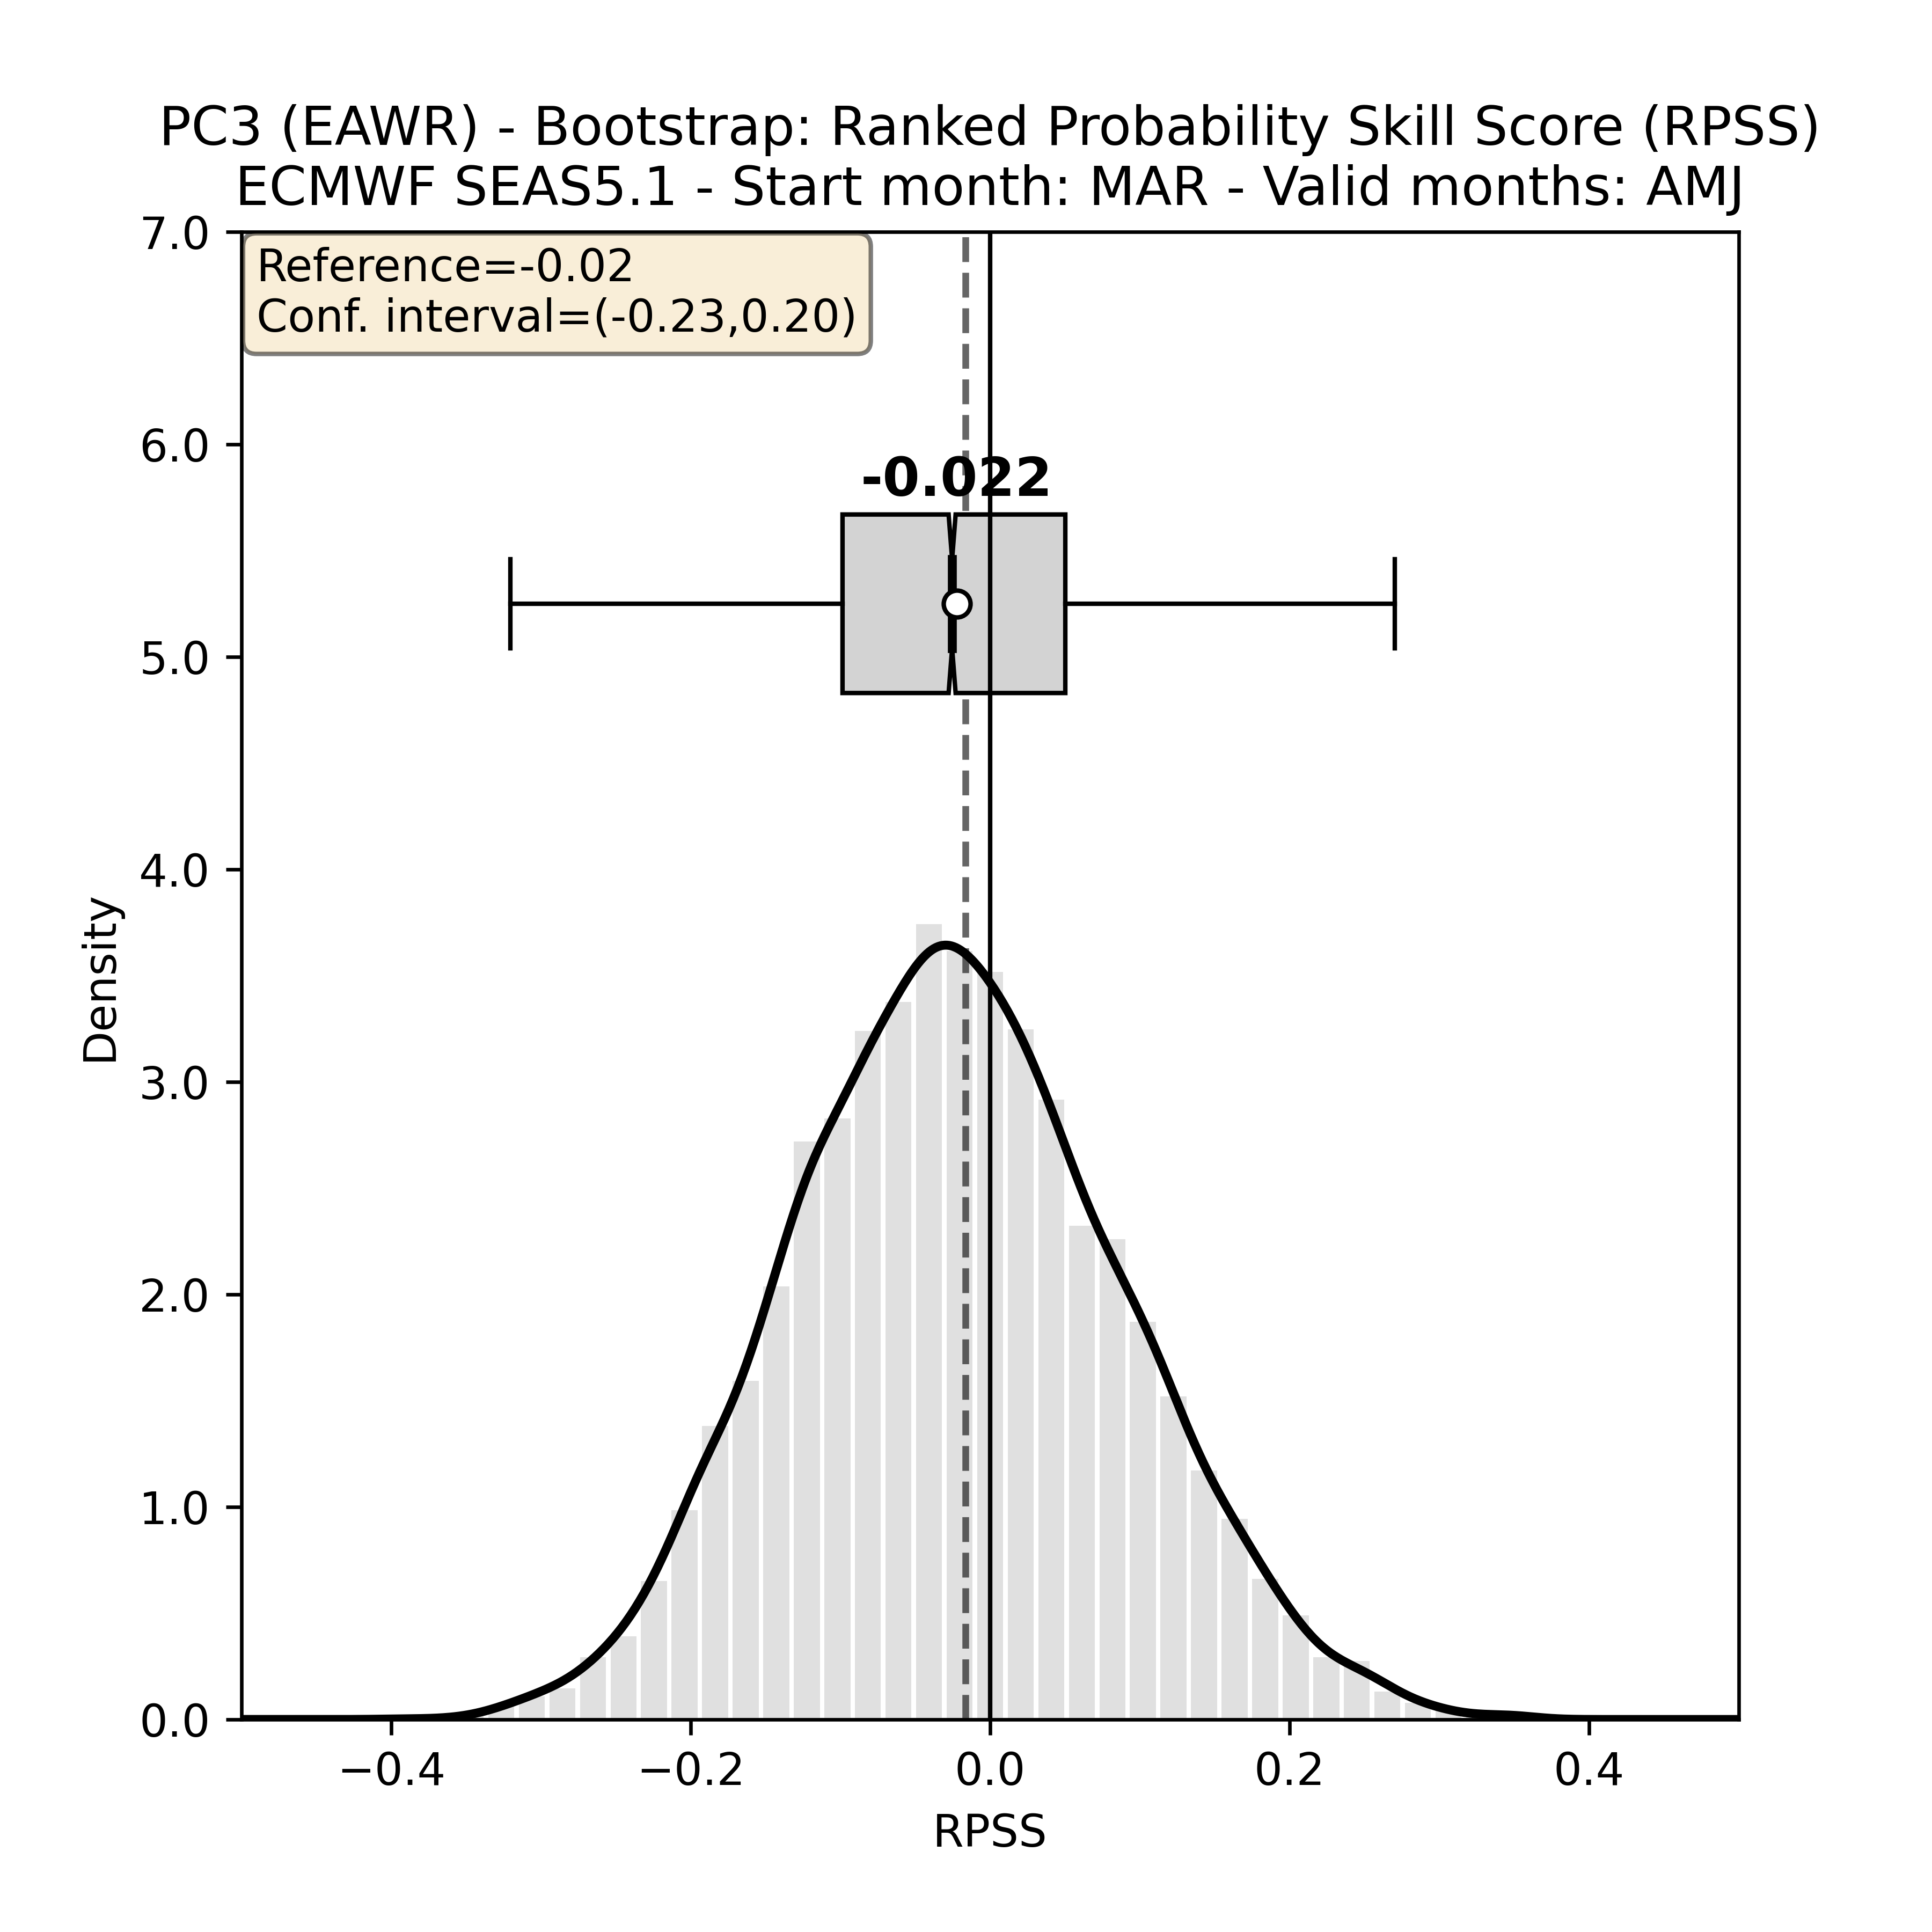 PC3 (EAWR) - Bootstrap: Ranked Probability Skill Score (RPSS)
ECMWF SEAS5.1 - Start month: MAR - Valid months: AMJ
Reference=-0.02
Conf. interval=(-0.23,0.20)
-0.022
7.0
6.0
5.0
4.0
3.0
2.0
1.0
0.0
Density
−0.4
−0.2
0.0
0.2
0.4
RPSS